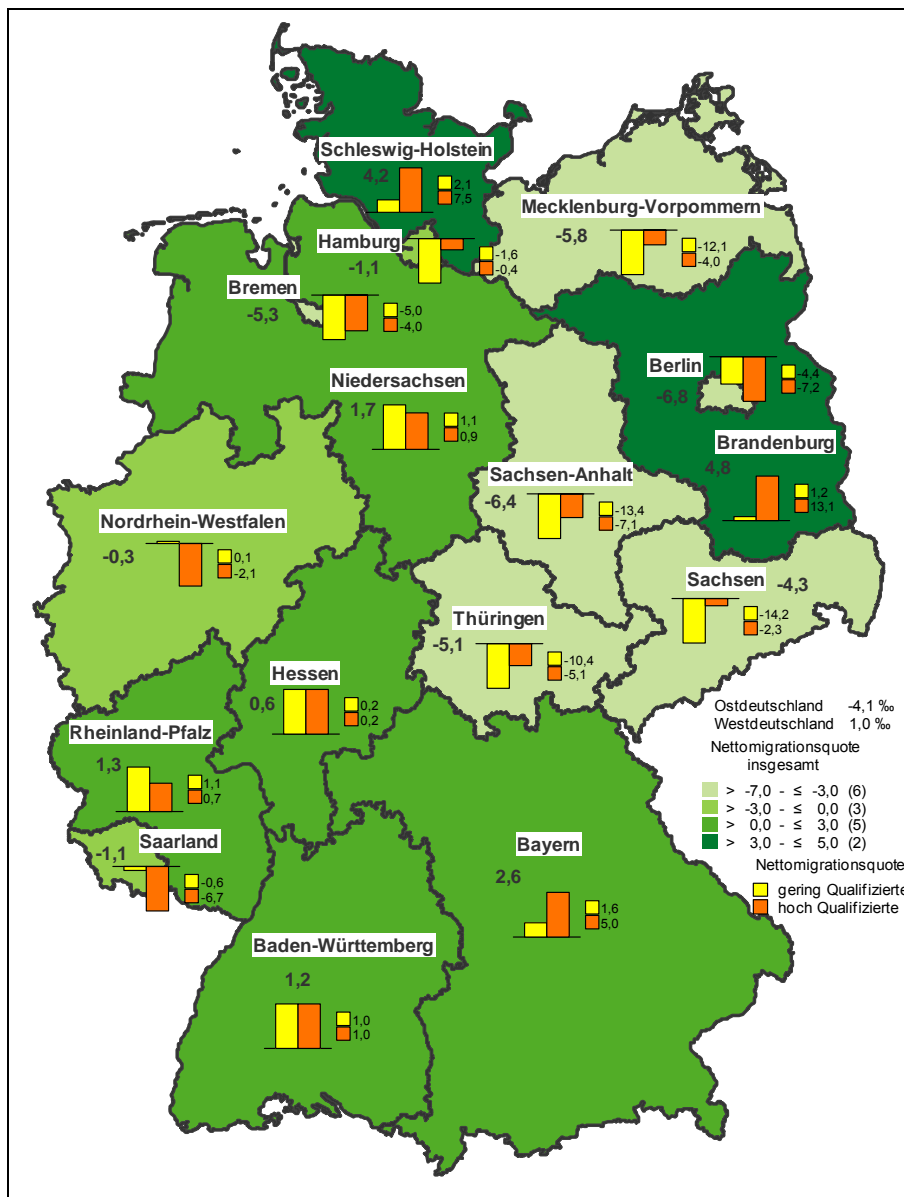 Schleswig-Holstein
4,2
2,1
7,5
Mecklenburg-Vorpommern
-5,8
-12,1
-4,0
Hamburg
-1,1
-1,6
-0,4
Bremen
-5,3
-5,0
-4,0
Berlin
-6,8
-4,4
-7,2
Niedersachsen
1,7
1,1
0,9
Brandenburg
4,8
1,2
13,1
Sachsen-Anhalt
-6,4
-13,4
-7,1
Nordrhein-Westfalen
-0,3
0,1
-2,1
Sachsen
-4,3
-14,2
-2,3
Thüringen
-5,1
-10,4
-5,1
Hessen
0,6
0,2
0,2
Rheinland-Pfalz
1,3
1,1
0,7
Saarland
-1,1
-0,6
-6,7
Bayern
2,6
1,6
5,0
Baden-Württemberg
1,2
1,0
1,0
Ostdeutschland -4,1 ‰
Westdeutschland 1,0 ‰
Nettomigrationsquote
insgesamt
> -7,0 - ≤ -3,0 (6)
> -3,0 - ≤ 0,0 (3)
> 0,0 - ≤ 3,0 (5)
> 3,0 - ≤ 5,0 (2)
Nettomigrationsquote
gering Qualifizierte
hoch Qualifizierte